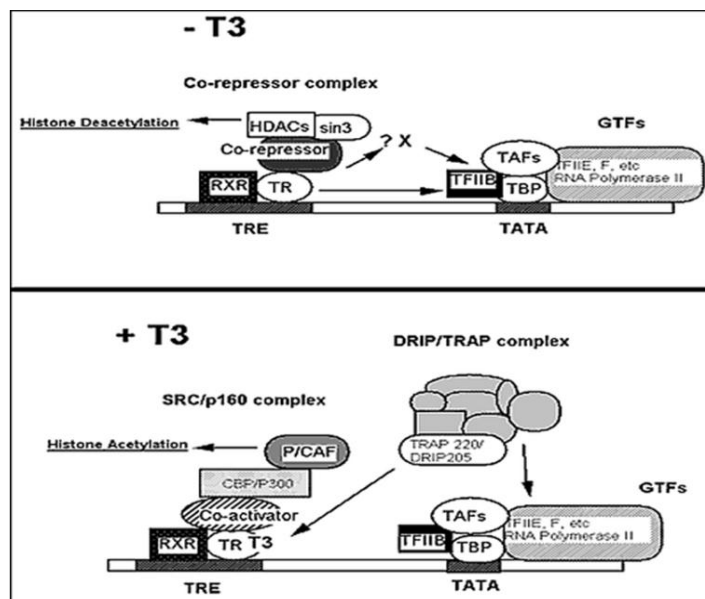 - T3
Co-repressor complex
Histone Deacetylation
HDACs sin3
GTFs
Co-repressor
? X
TAFs
TFIIE, F, etc
RNA Polymerase II
RXR TR
TFIIB TBP
TRE
TATA
+ T3
DRIP/TRAP complex
SRC/p160 complex
Histone Acetylation
P/CAF
TRAP 220/
DRIP205
CBP/P300
GTFs
Co-activator
TAFs
TFIIE, F, etc
RNA Polymerase II
RXR TR T3
TFIIB TBP
TRE
TATA